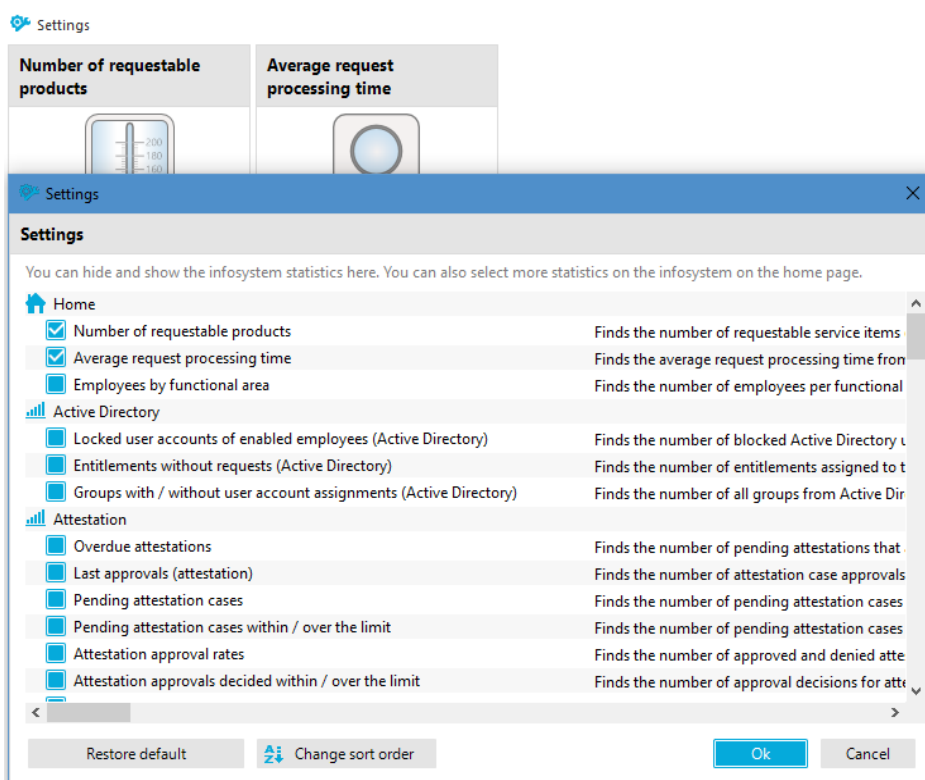 Settings
Number of requestable
products
Average request
processing time
200
180
160
Settings
Settings
You can hide and show the infosystem statistics here. You can also select more statistics on the infosystem on the home page.
Home
Number of requestable products Finds the number of requestable service items
Average request processing time Finds the average request processing time from
Employees by functional area Finds the number of employees per functional
Active Directory
Locked user accounts of enabled employees (Active Directory) Finds the number of blocked Active Directory u
Entitlements without requests (Active Directory) Finds the number of entitlements assigned to t
Groups with / without user account assignments (Active Directory) Finds the number of all groups from Active Dir
Attestation
Overdue attestations Finds the number of pending attestations that
Last approvals (attestation) Finds the number of attestation case approvals
Pending attestation cases Finds the number of pending attestation cases
Pending attestation cases within / over the limit Finds the number of pending attestation cases
Attestation approval rates Finds the number of approved and denied atte
Attestation approvals decided within / over the limit Finds the number of approval decisions for atte
Restore default
Change sort order
Ok
Cancel